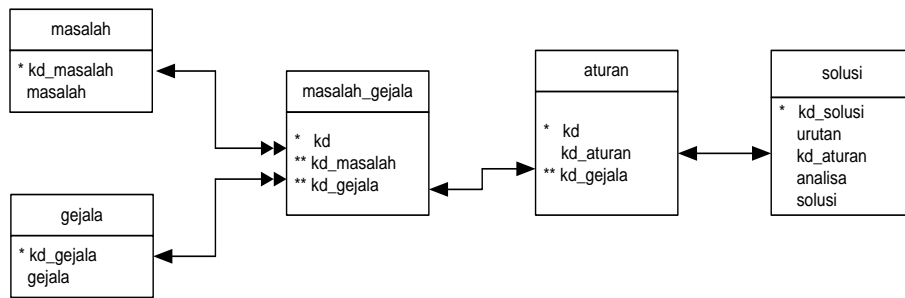 masalah
* kd_masalah
masalah
gejala
* kd_gejala
gejala
masalah_gejala
* kd
** kd_masalah
** kd_gejala
aturan
* kd
kd_aturan
** kd_gejala
solusi
* kd_solusi
urutan
kd_aturan
analisa
solusi